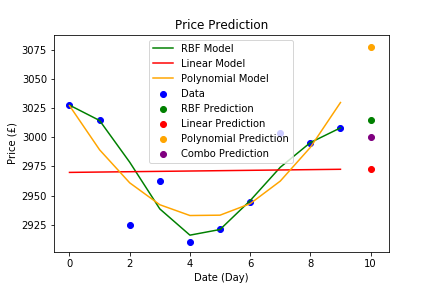 Price Prediction
RBF Model
Linear Model
Polynomial Model
Data
RBF Prediction
Linear Prediction
Polynomial Prediction
Combo Prediction
Price (£)
3075
3050
3025
3000
2975
2950
2925
0 2 4 6 8 10
Date (Day)